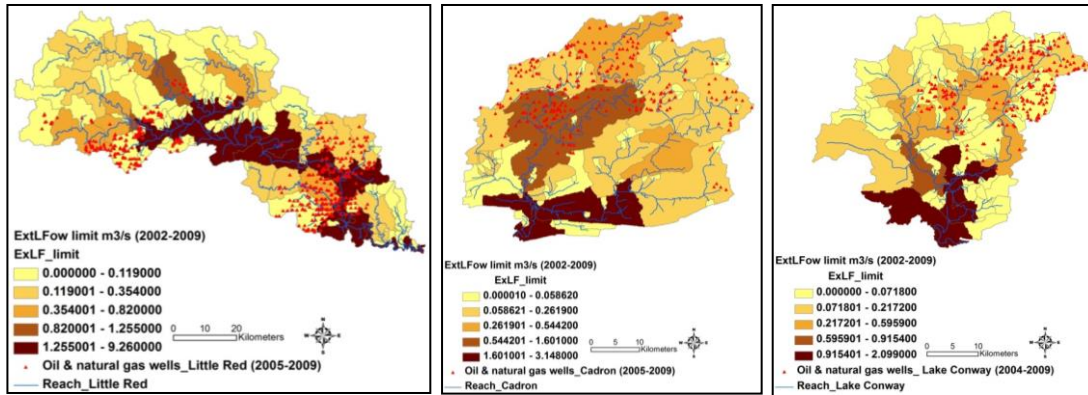 ExtLFow limit m3/s (2002-2009)
ExLF_limit
0.000000 - 0.119000
0.119001 - 0.354000
0.354001 - 0.820000
0.820001 - 1.255000
1.255001 - 9.260000
0 10 20
Kilometers
Oil & natural gas wells_Little Red (2005-2009)
Reach_Little Red
ExtLFow limit m3/s (2002-2009)
ExLF_limit
0.000010 - 0.058620
0.058621 - 0.261900
0.261901 - 0.544200
0.544201 - 1.601000
1.601001 - 3.148000
0 5 10
Kilometers
Oil & natural gas wells_Cadron (2005-2009)
Reach_Cadron
ExtLFow limit m3/s (2002-2009)
ExLF_limit
0.000000 - 0.071800
0.071801 - 0.217200
0.217201 - 0.595900
0.595901 - 0.915400
0.915401 - 2.099000
0 5 10
Kilometers
Oil & natural gas wells_ Lake Conway (2004-2009)
Reach_Lake Conway